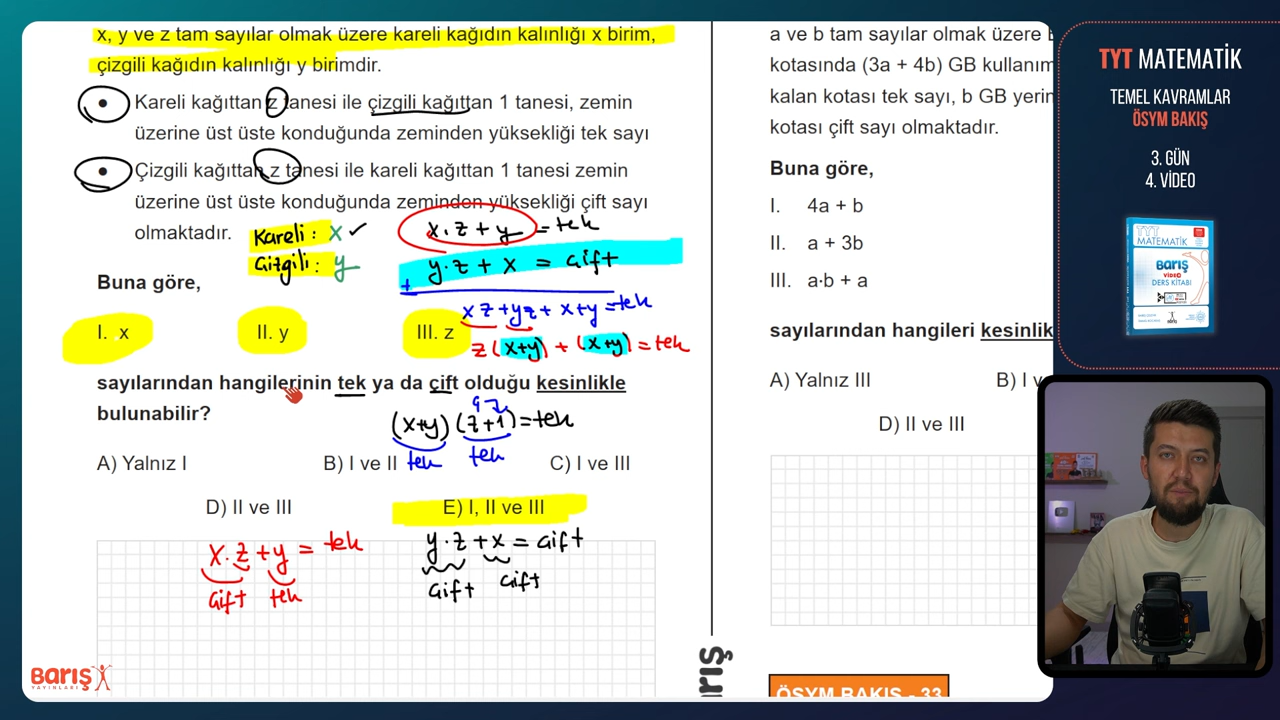 x, y ve z tam sayılar olmak üzere kareli kağıdın kalınlığı x birim,
çizgili kağıdın kalınlığı y birimdir.
• Kareli kağıttan z tanesi ile çizgili kağıttan 1 tanesi, zemin
üzerine üst üste konduğunda zeminden yüksekliği tek sayı
• Çizgili kağıttan z tanesi ile kareli kağıttan 1 tanesi zemin
üzerine üst üste konduğunda zeminden yüksekliği çift sayı
olmaktadır.
Kareli : x ✓
Çizgili : y
x.z + y = tek
y.z + x = çift
+
xz + yz + x+y = tek
z(x+y) + (x+y) = tek
Buna göre,
I. x
II. y
III. z
sayılarından hangilerinin tek ya da çift olduğu kesinlikle
bulunabilir?
(x+y) (z+1) = tek
tek tek
A) Yalnız I
B) I ve II
C) I ve III
D) II ve III
E) I, II ve III
x.z + y = tek
çift tek
y.z + x = çift
çift çift
a ve b tam sayılar olmak üzere
kotasında (3a + 4b) GB kullanım
kalan kotası tek sayı, b GB yerin
kotası çift sayı olmaktadır.
Buna göre,
I. 4a + b
II. a + 3b
III. a·b + a
sayılarından hangileri kesinlik
A) Yalnız III
B) I v
D) II ve III
ÖSYM BAKIŞ - 33
BARIŞ
YAYINLARI
TYT MATEMATİK
TEMEL KAVRAMLAR
ÖSYM BAKIŞ
3. GÜN
4. VİDEO
TYT
MATEMATİK
BARIŞ
VİDEO
DERS KİTABI